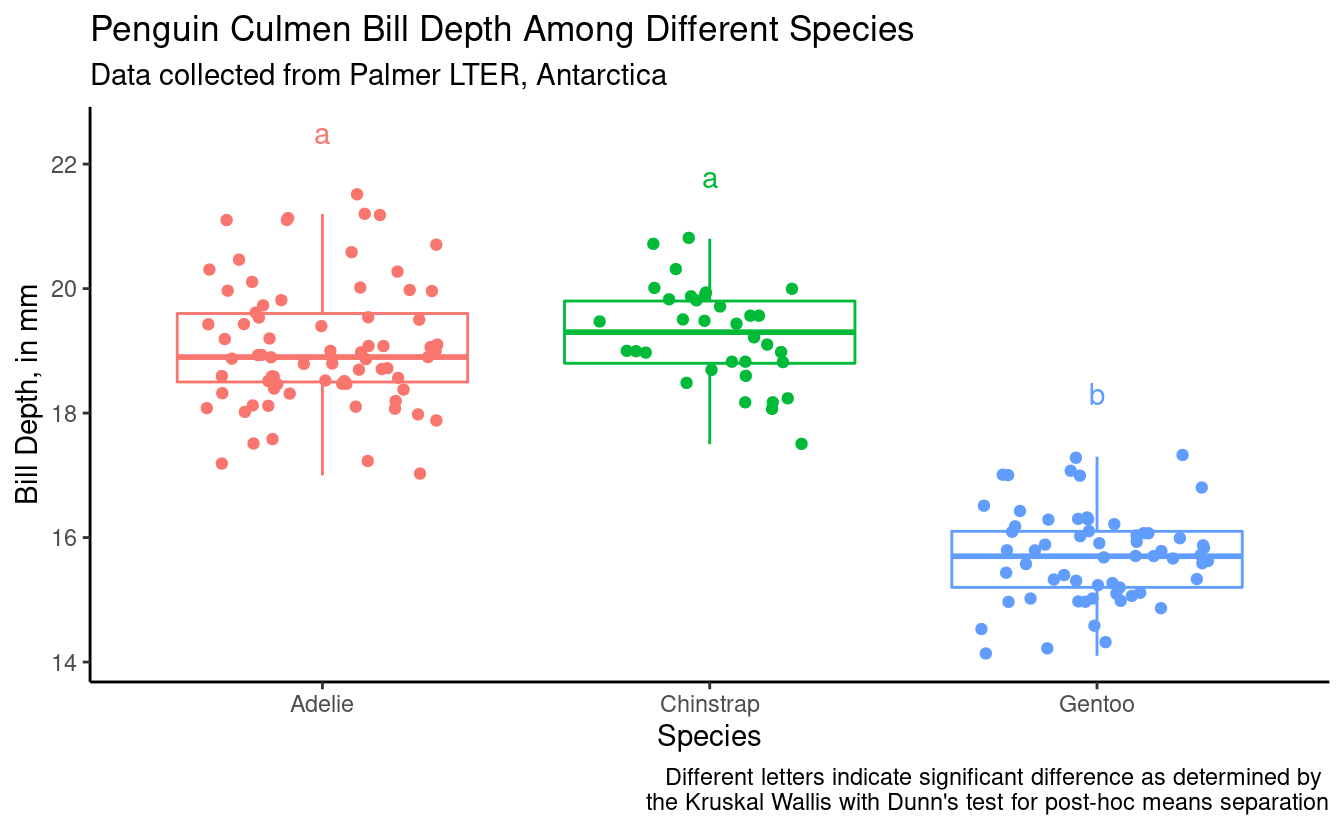 Penguin Culmen Bill Depth Among Different Species
Data collected from Palmer LTER, Antarctica
a
22
a
20
Bill Depth, in mm
18
b
16
14
Adelie
Chinstrap
Gentoo
Species
Different letters indicate significant difference as determined by
the Kruskal Wallis with Dunn's test for post-hoc means separation